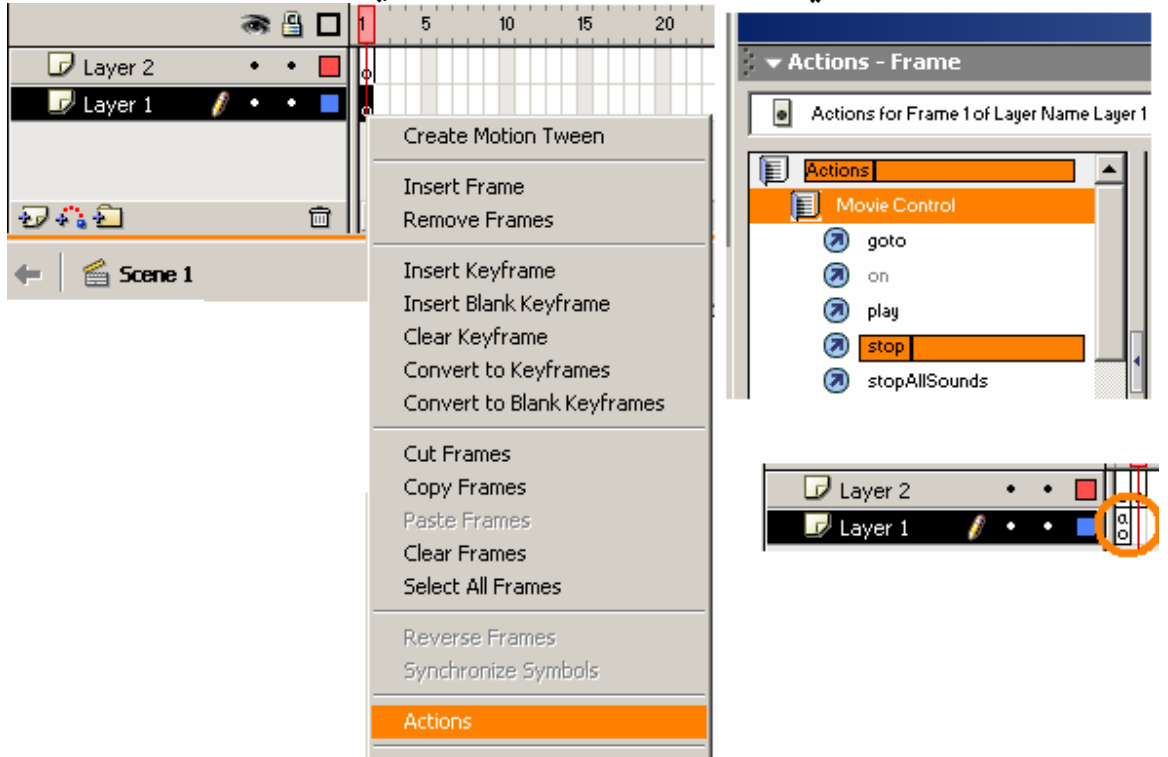 1 5 10 15 20
Layer 2
Layer 1
Scene 1
Create Motion Tween
Insert Frame
Remove Frames
Insert Keyframe
Insert Blank Keyframe
Clear Keyframe
Convert to Keyframes
Convert to Blank Keyframes
Cut Frames
Copy Frames
Paste Frames
Clear Frames
Select All Frames
Reverse Frames
Synchronize Symbols
Actions
Actions - Frame
Actions for Frame 1 of Layer Name Layer 1
Actions
Movie Control
goto
on
play
stop
stopAllSounds
Layer 2
Layer 1
a